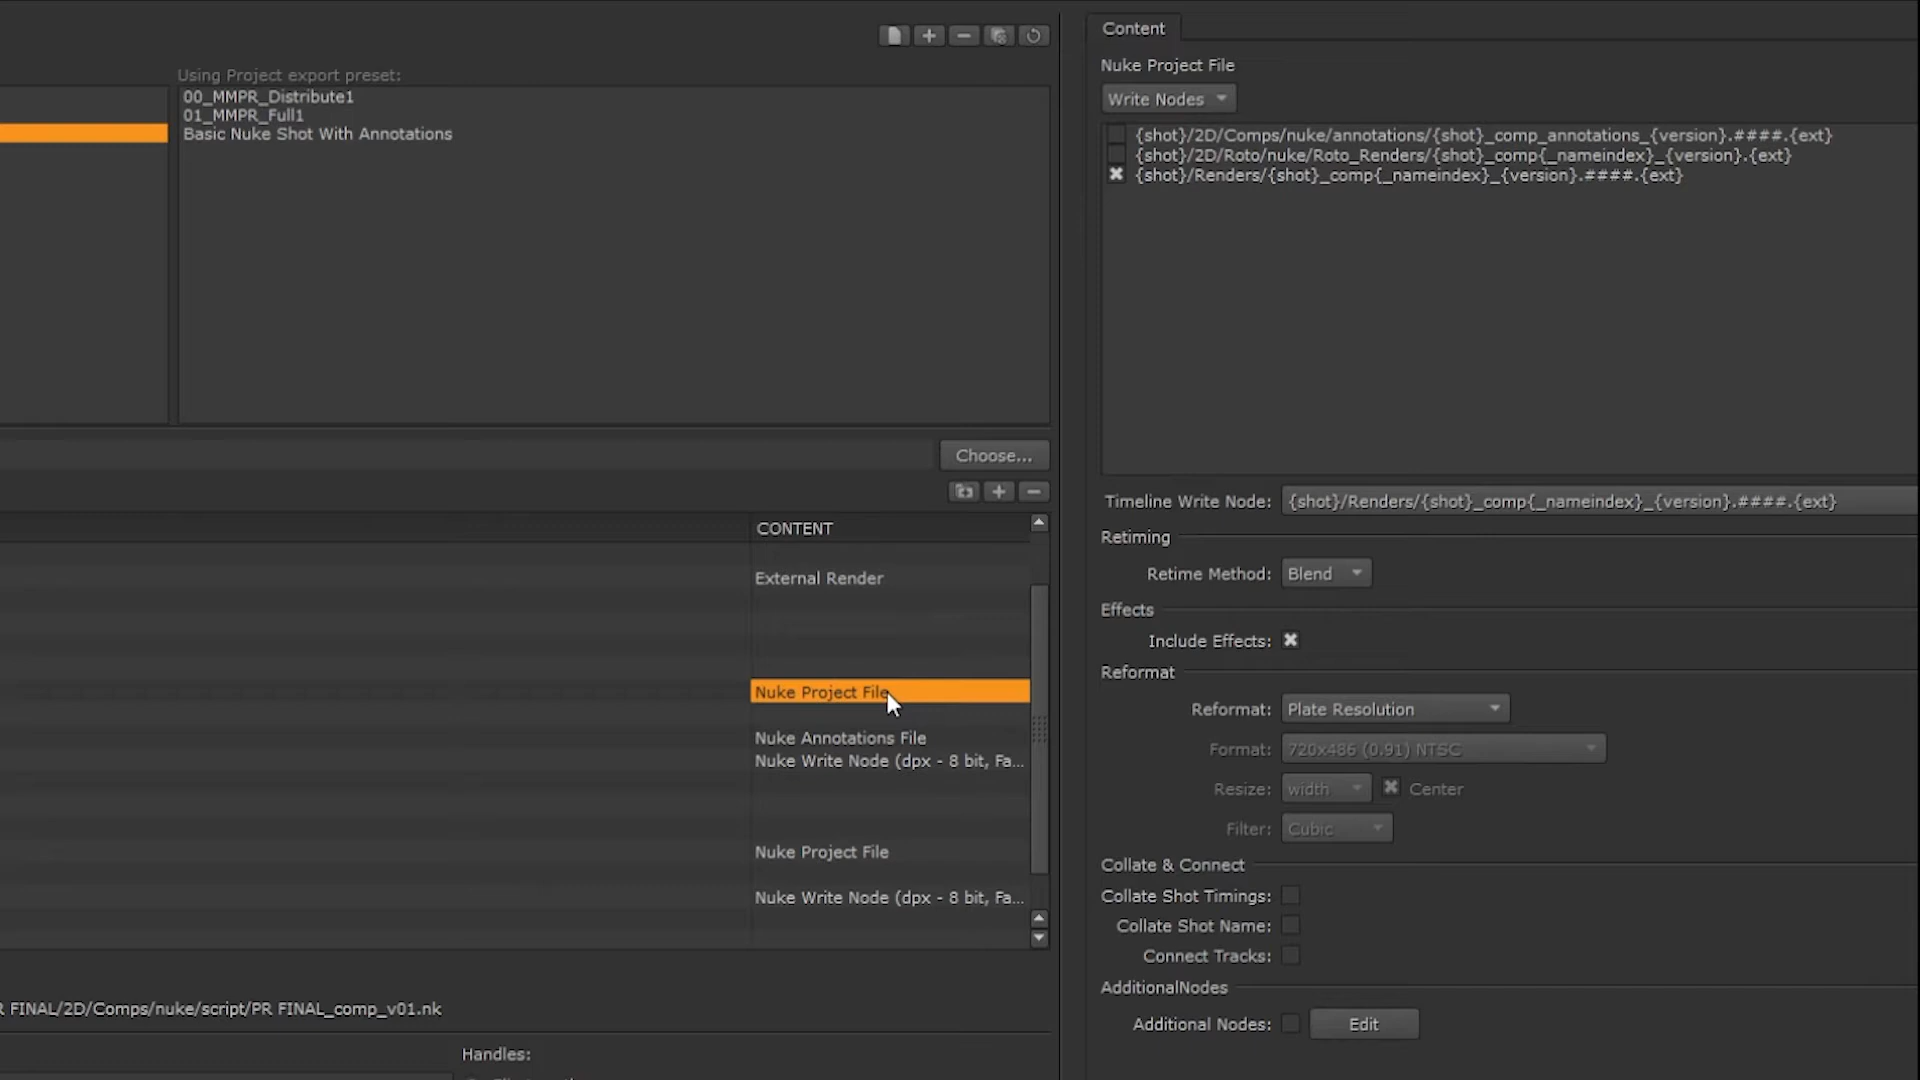 Using Project export preset:
00_MMPR_Distribute1
01_MMPR_Full1
Basic Nuke Shot With Annotations
Choose...
CONTENT
External Render
Nuke Project File
Nuke Annotations File
Nuke Write Node (dpx - 8 bit, Fa...
Nuke Project File
Nuke Write Node (dpx - 8 bit, Fa...
R FINAL/2D/Comps/nuke/script/PR FINAL_comp_v01.nk
Handles:
Content
Nuke Project File
Write Nodes
{shot}/2D/Comps/nuke/annotations/{shot}_comp_annotations_{version}.####.{ext}
{shot}/2D/Roto/nuke/Roto_Renders/{shot}_comp{_nameindex}_{version}.{ext}
{shot}/Renders/{shot}_comp{_nameindex}_{version}.####.{ext}
Timeline Write Node: {shot}/Renders/{shot}_comp{_nameindex}_{version}.####.{ext}
Retiming
Retime Method: Blend
Effects
Include Effects:
Reformat
Reformat: Plate Resolution
Format: 720x486 (0.91) NTSC
Resize: width Center
Filter: Cubic
Collate & Connect
Collate Shot Timings:
Collate Shot Name:
Connect Tracks:
AdditionalNodes
Additional Nodes: Edit